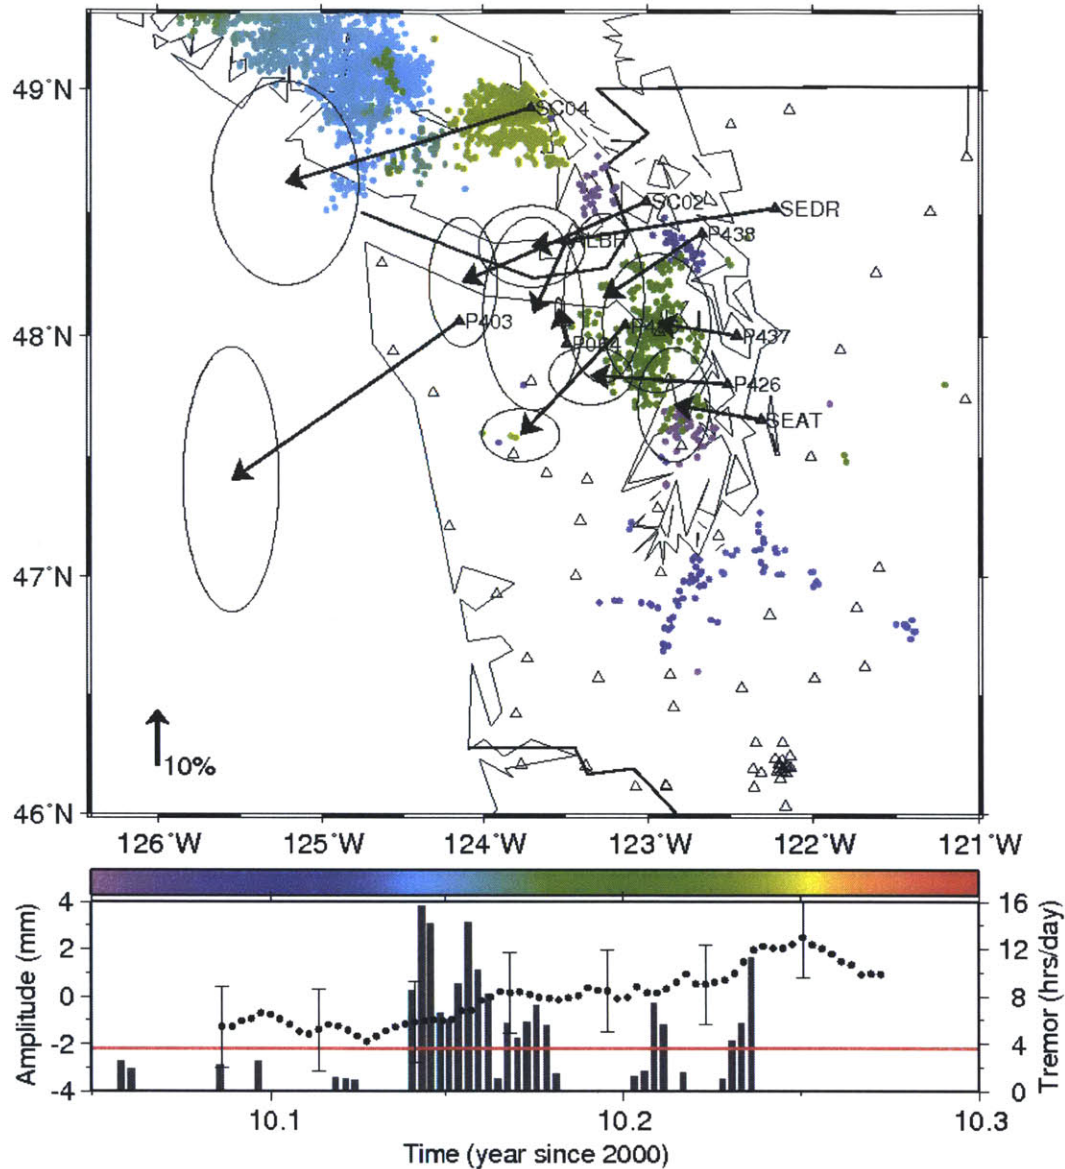 49°N
SC04
SC02
SEDR
P438
ALBH
48°N
P403
P064
P437
P426
SEAT
47°N
10%
46°N
126°W 125°W 124°W 123°W 122°W 121°W
4 16
2 12
0 8
-2 4
-4 0
Amplitude (mm)
Tremor (hrs/day)
10.1 10.2 10.3
Time (year since 2000)